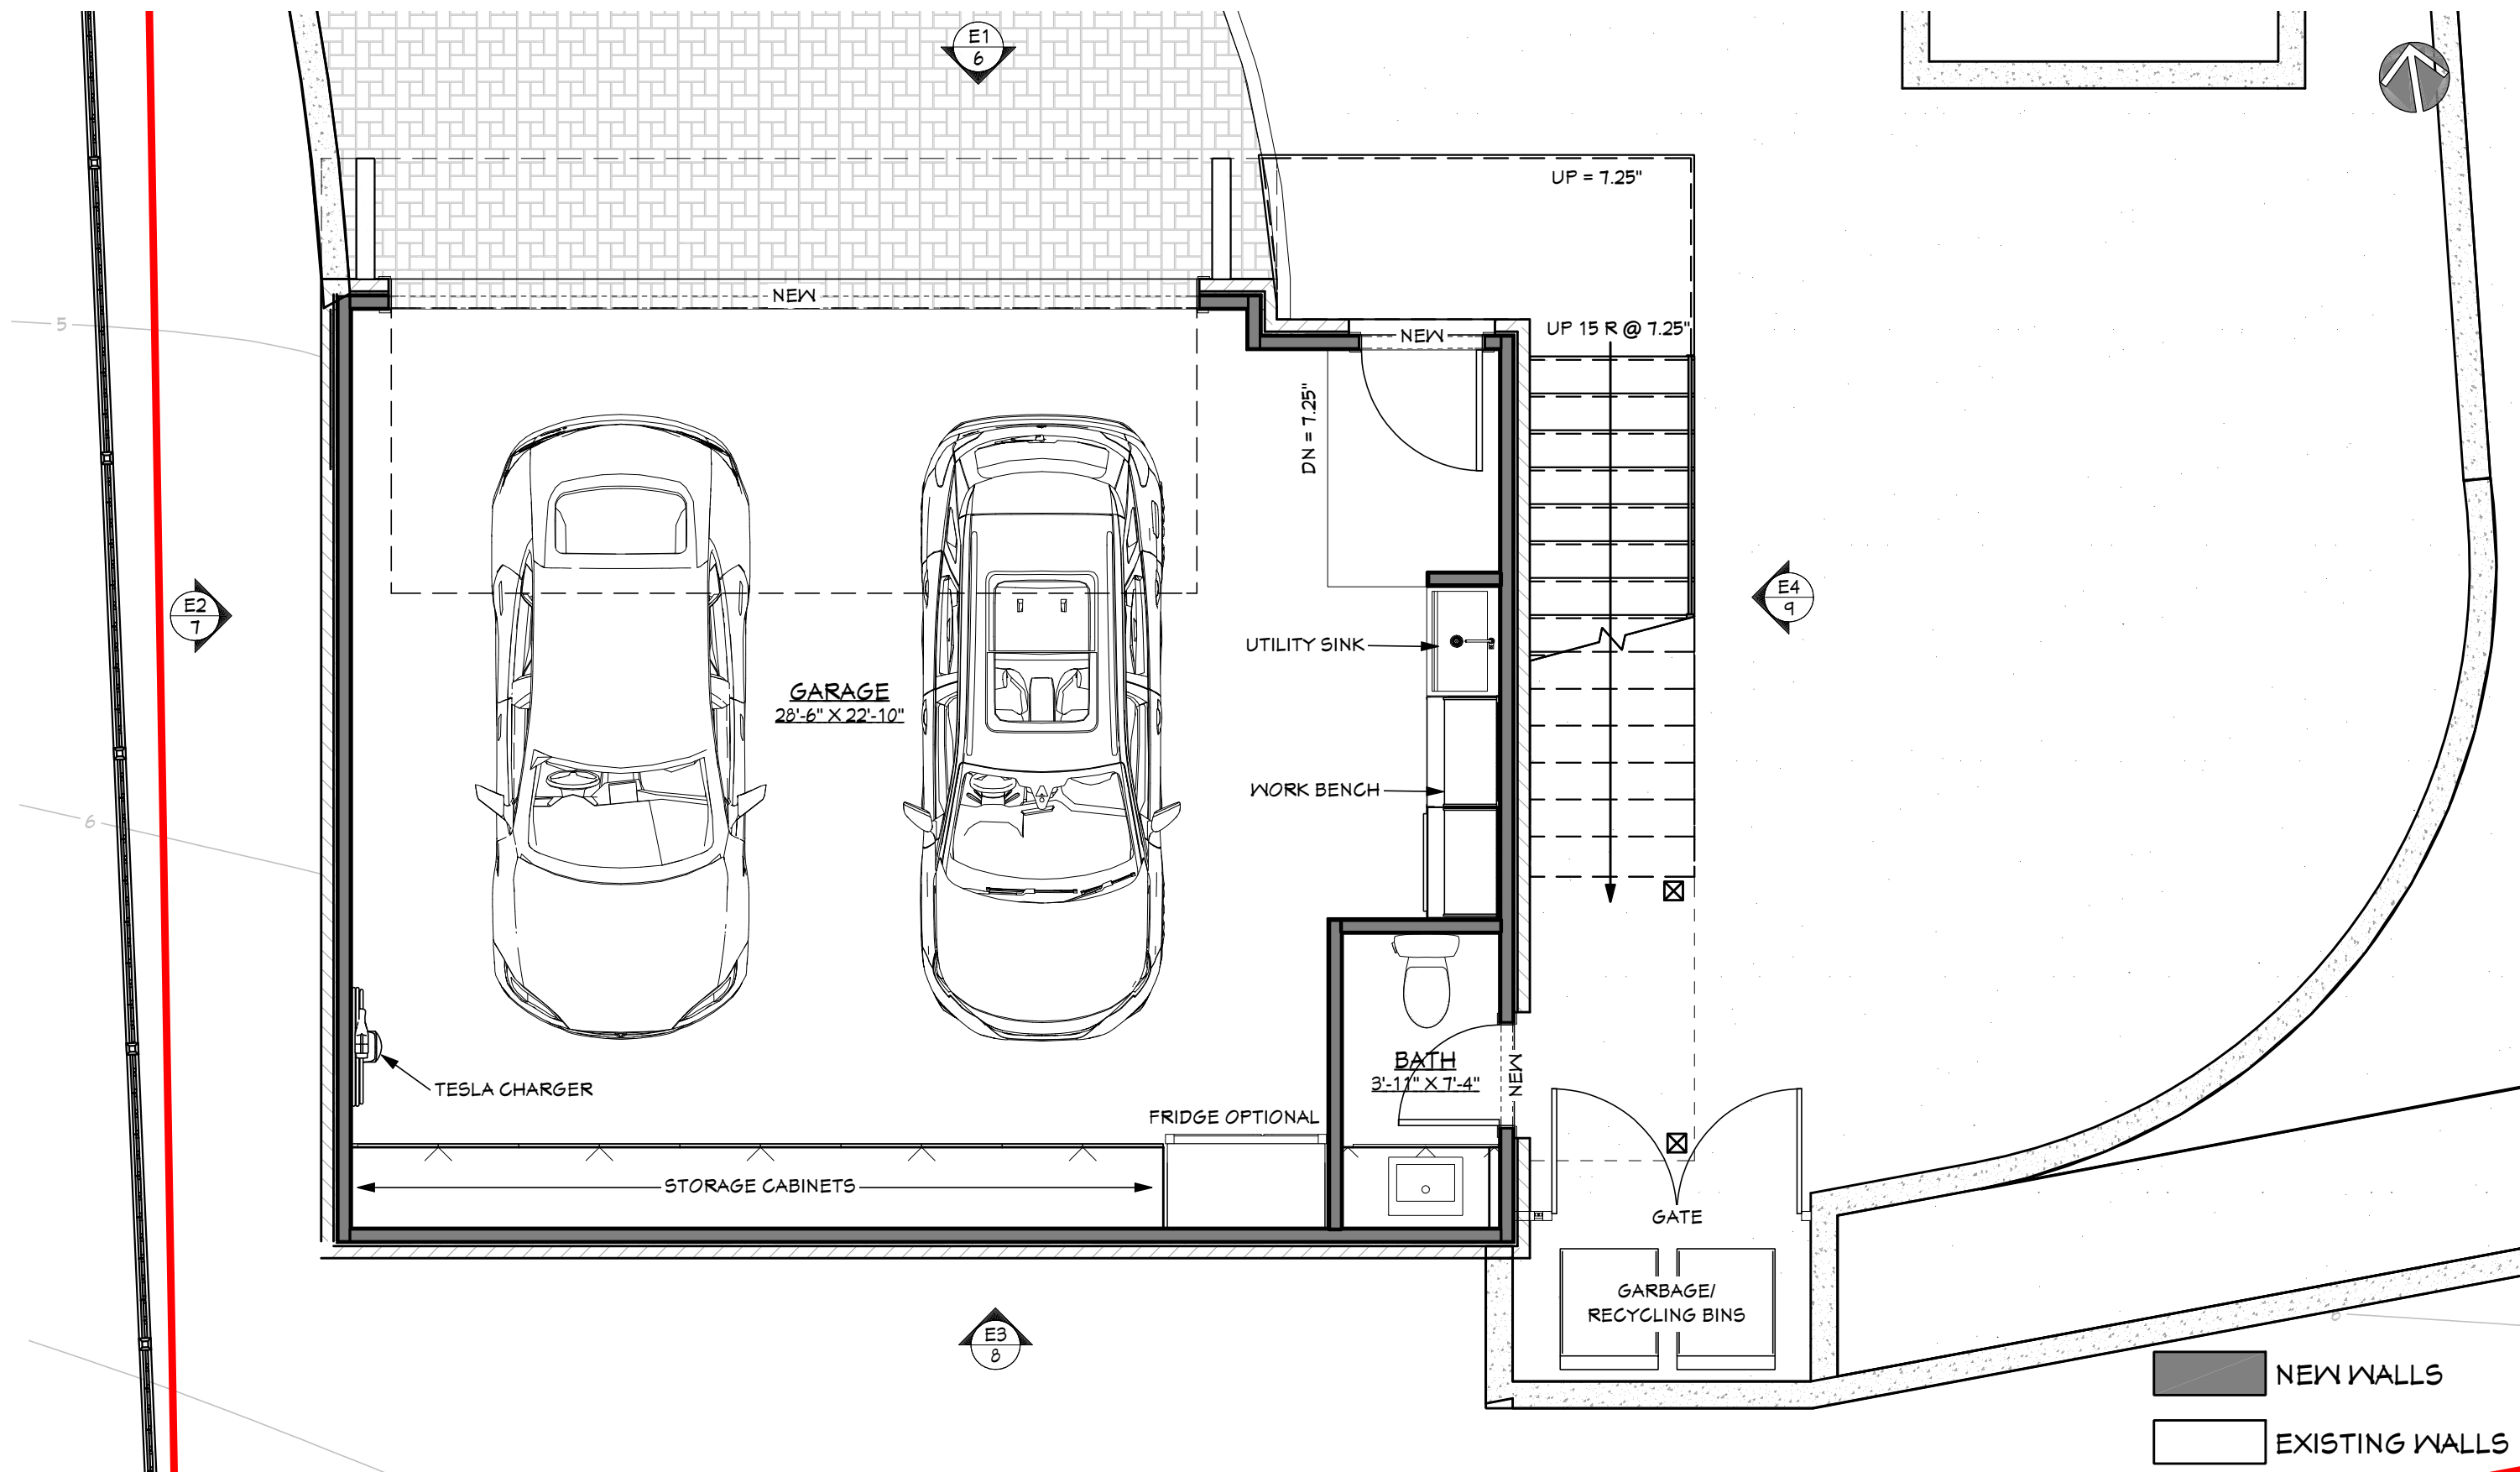 E1
6
UP = 7.25"
NEW
NEW
UP 15 R @ 7.25"
5
DN = 7.25"
E2
7
E4
9
UTILITY SINK
GARAGE
28'-6" X 22'-10"
WORK BENCH
6
BATH
3'-11" X 7'-4"
NEW
TESLA CHARGER
FRIDGE OPTIONAL
STORAGE CABINETS
GATE
GARBAGE/
RECYCLING BINS
E3
8
NEW WALLS
EXISTING WALLS